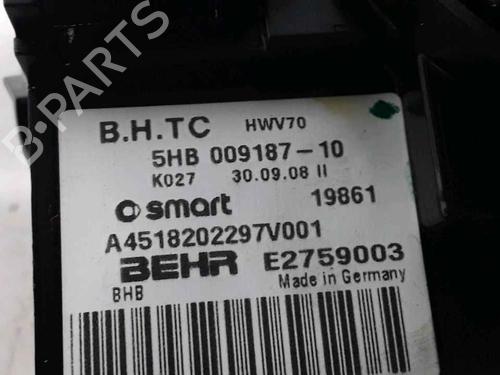 B-PARTS
B.H.TC HWV70
5HB 009187-10
K027 30.09.08 II
smart 19861
A4518202297V001
BEHR E2759003
BHB Made in Germany